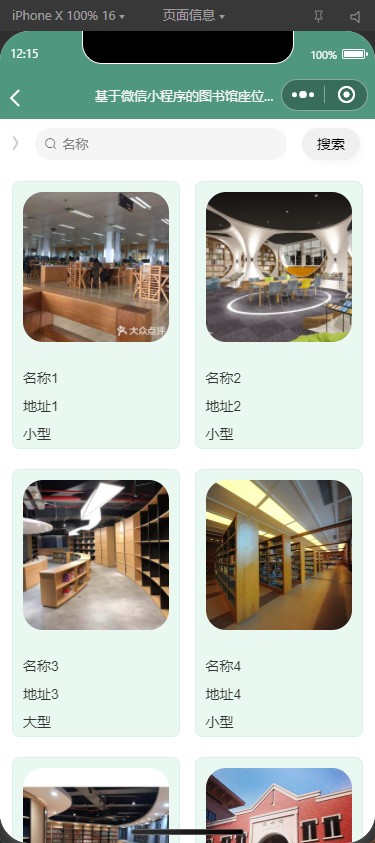 iPhone X 100% 16 页面信息
12:15 100%
基于微信小程序的图书馆座位...
名称 搜索
大众点评
名称1 名称2
地址1 地址2
小型 小型
名称3 名称4
地址3 地址4
大型 小型